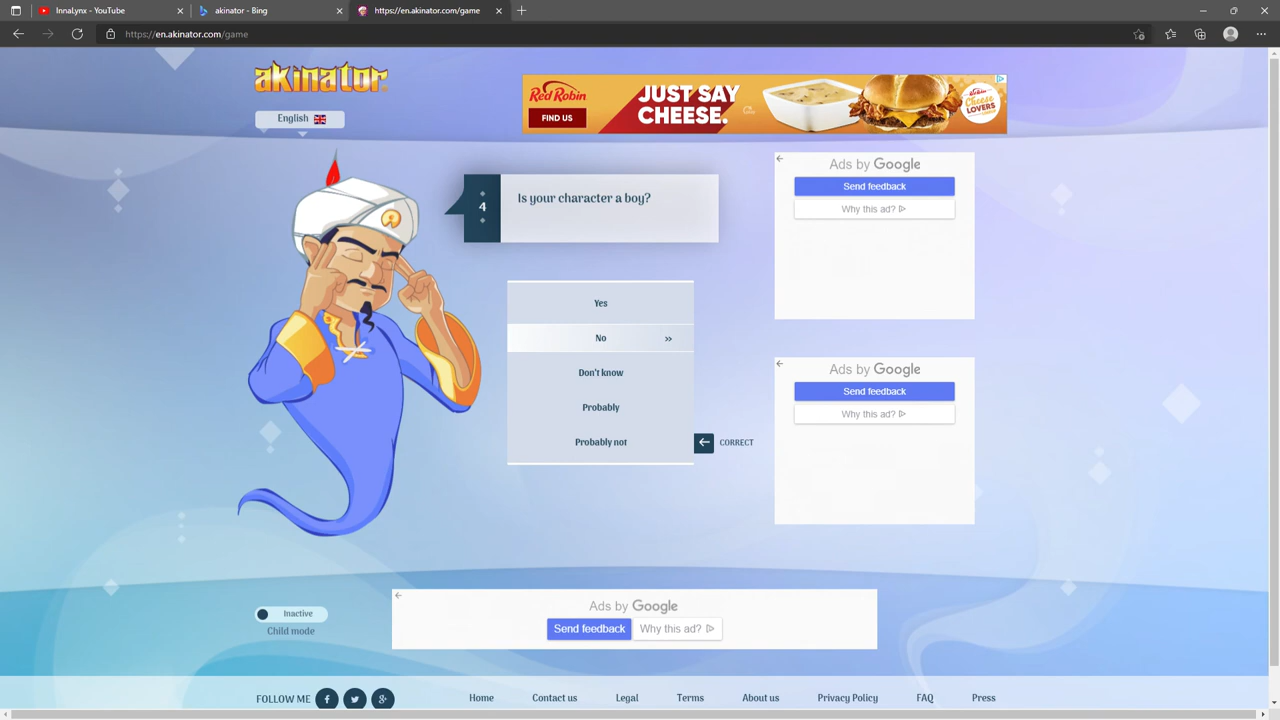 InnaLynx - YouTube
akinator - Bing
https://en.akinator.com/game
https://en.akinator.com/game
akinator
English
Red Robin
FIND US
JUST SAY
CHEESE.
CHEESE
LOVERS
4
Is your character a boy?
Yes
No
Don't know
Probably
Probably not
CORRECT
Ads by Google
Send feedback
Why this ad?
Ads by Google
Send feedback
Why this ad?
Inactive
Child mode
Ads by Google
Send feedback
Why this ad?
FOLLOW ME
Home
Contact us
Legal
Terms
About us
Privacy Policy
FAQ
Press